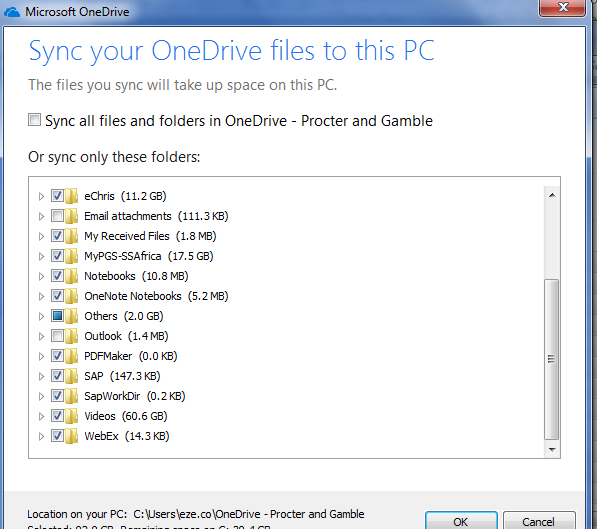 Microsoft OneDrive
Sync your OneDrive files to this PC
The files you sync will take up space on this PC.
Sync all files and folders in OneDrive - Procter and Gamble
Or sync only these folders:
eChris (11.2 GB)
Email attachments (111.3 KB)
My Received Files (1.8 MB)
MyPGS-SSAfrica (17.5 GB)
Notebooks (10.8 MB)
OneNote Notebooks (5.2 MB)
Others (2.0 GB)
Outlook (1.4 MB)
PDFMaker (0.0 KB)
SAP (147.3 KB)
SapWorkDir (0.2 KB)
Videos (60.6 GB)
WebEx (14.3 KB)
Location on your PC: C:\Users\eze.co\OneDrive - Procter and Gamble
OK
Cancel